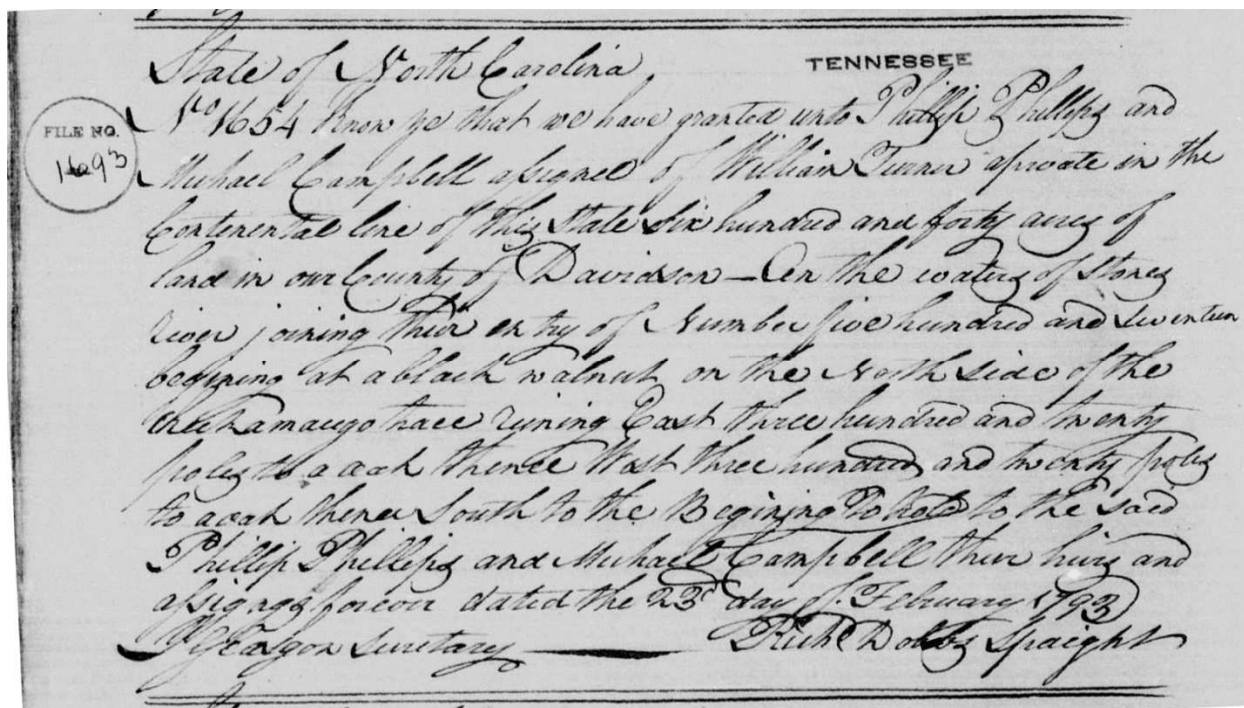 State of North Carolina
TENNESSEE
No 1654 Know ye that we have granted unto Phillip Phillips and
FILE NO.
1693
Michael Campbell assignee of William Turner a private in the
Contenental line of this State Six hundred and forty acres of
land in our County of Davidson — On the waters of Stones
river joining their entry of Number five hundred and seventeen
begining at a black walnut on the North side of the
Chickamaugo trace runing East three hundred and twenty
poles to a oak thence West three hundred and twenty poles
to a oak thence South to the Begining To hold to the said
Phillip Phillips and Michael Campbell their hirs and
assigngs forever dated the 23d day of February 1793
J Glasgow Secretary — Richd Dobbs Spaight